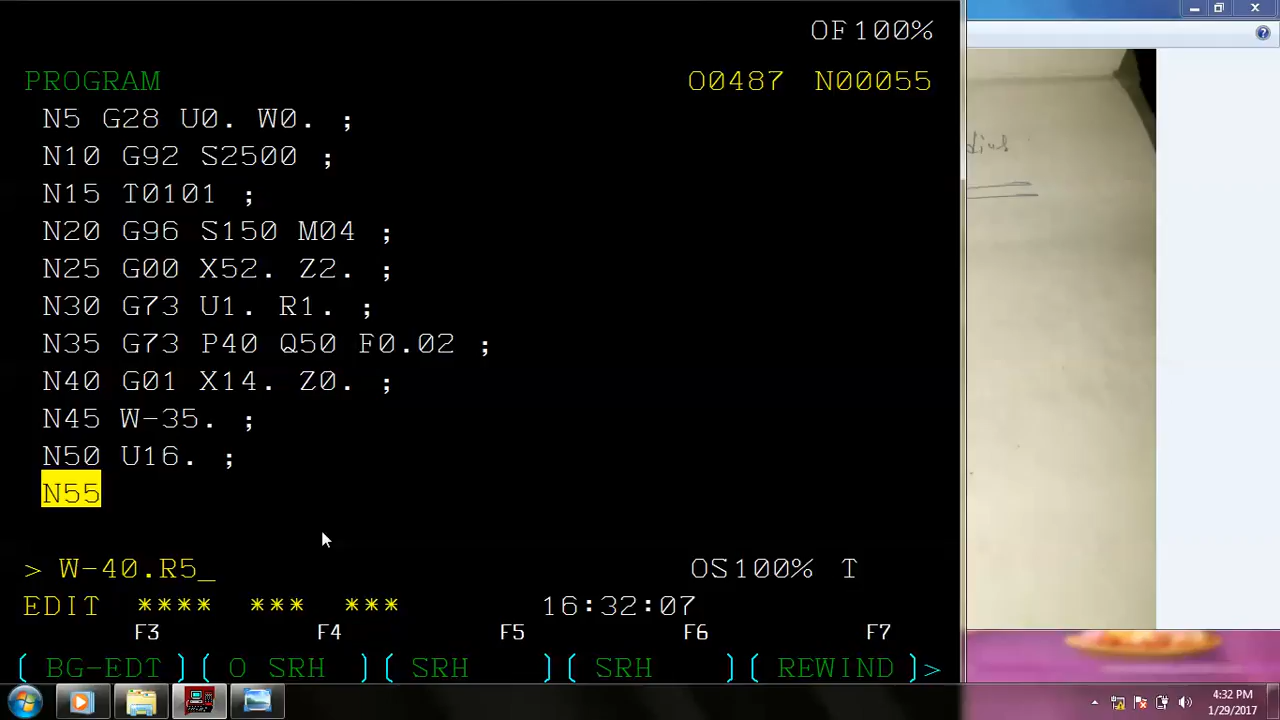 OF100%
PROGRAM O0487 N00055
N5 G28 U0. W0. ;
N10 G92 S2500 ;
N15 T0101 ;
N20 G96 S150 M04 ;
N25 G00 X52. Z2. ;
N30 G73 U1. R1. ;
N35 G73 P40 Q50 F0.02 ;
N40 G01 X14. Z0. ;
N45 W-35. ;
N50 U16. ;
N55
> W-40.R5_ OS100% T
EDIT **** *** *** 16:32:07
F3 F4 F5 F6 F7
( BG-EDT )( O SRH )( SRH )( SRH )( REWIND )>
4:32 PM
1/29/2017